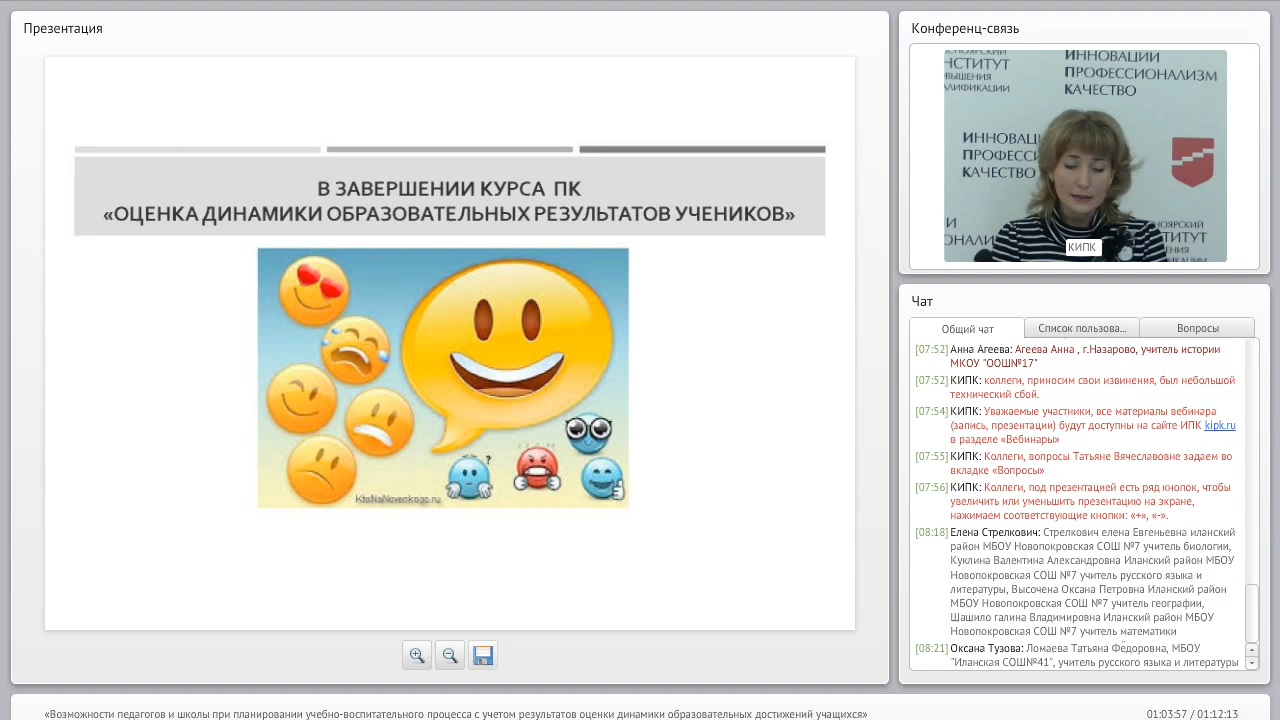 Презентация
В ЗАВЕРШЕНИИ КУРСА ПК
«ОЦЕНКА ДИНАМИКИ ОБРАЗОВАТЕЛЬНЫХ РЕЗУЛЬТАТОВ УЧЕНИКОВ»
?
KtoNaNovenkogo.ru
Конференц-связь
ИННОВАЦИИ
ПРОФЕССИОНАЛИЗМ
КАЧЕСТВО
КИПК
Чат
Общий чат
Список пользова...
Вопросы
[07:52] Анна Агеева: Агеева Анна , г.Назарово, учитель истории
МКОУ "ООШ№17"
[07:52] КИПК: коллеги, приносим свои извинения, был небольшой
технический сбой.
[07:54] КИПК: Уважаемые участники, все материалы вебинара
(запись, презентации) будут доступны на сайте ИПК kipk.ru
в разделе «Вебинары»
[07:55] КИПК: Коллеги, вопросы Татьяне Вячеславовне задаем во
вкладке «Вопросы»
[07:56] КИПК: Коллеги, под презентацией есть ряд кнопок, чтобы
увеличить или уменьшить презентацию на экране,
нажимаем соответствующие кнопки: «+», «-».
[08:18] Елена Стрелкович: Стрелкович елена Евгеньевна иланский
район МБОУ Новопокровская СОШ №7 учитель биологии,
Куклина Валентина Александровна Иланский район МБОУ
Новопокровская СОШ №7 учитель русского языка и
литературы, Высочена Оксана Петровна Иланский район
МБОУ Новопокровская СОШ №7 учитель географии,
Шашило галина Владимировна Иланский район МБОУ
Новопокровская СОШ №7 учитель математики
[08:21] Оксана Тузова: Ломаева Татьяна Фёдоровна, МБОУ
"Иланская СОШ№41", учитель русского языка и литературы
«Возможности педагогов и школы при планировании учебно-воспитательного процесса с учетом результатов оценки динамики образовательных достижений учащихся»
01:03:57 / 01:12:13